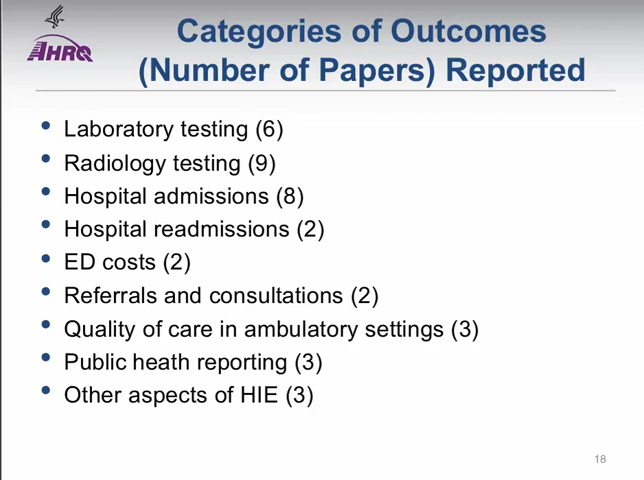 AHRQ
Categories of Outcomes
(Number of Papers) Reported
• Laboratory testing (6)
• Radiology testing (9)
• Hospital admissions (8)
• Hospital readmissions (2)
• ED costs (2)
• Referrals and consultations (2)
• Quality of care in ambulatory settings (3)
• Public heath reporting (3)
• Other aspects of HIE (3)
18